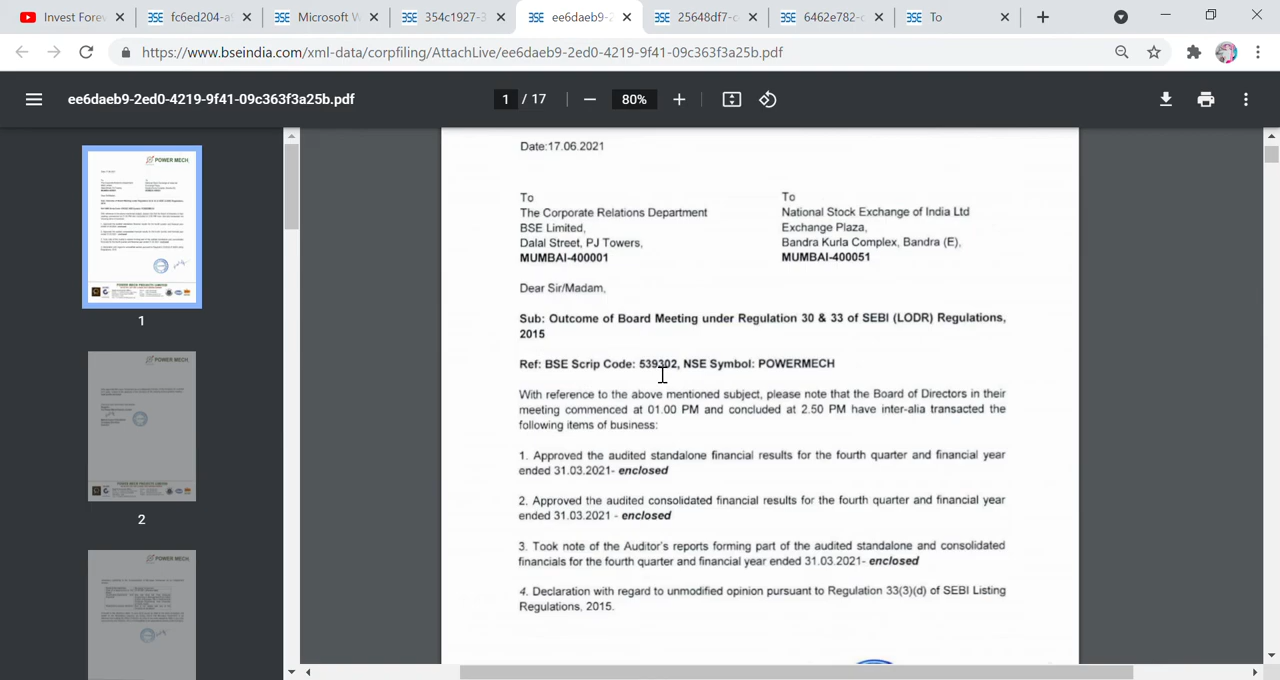 Invest Fore
fc6ed204-a9
Microsoft W
354c1927-3
ee6daeb9-2
25648df7-c
6462e782-c
To
https://www.bseindia.com/xml-data/corpfiling/AttachLive/ee6daeb9-2ed0-4219-9f41-09c363f3a25b.pdf
ee6daeb9-2ed0-4219-9f41-09c363f3a25b.pdf
1 / 17
80%
POWER MECH
1
POWER MECH
2
POWER MECH
Date:17.06.2021
To
The Corporate Relations Department
BSE Limited,
Dalal Street, PJ Towers,
MUMBAI-400001
To
National Stock Exchange of India Ltd
Exchange Plaza,
Bandra Kurla Complex, Bandra (E),
MUMBAI-400051
Dear Sir/Madam,
Sub: Outcome of Board Meeting under Regulation 30 & 33 of SEBI (LODR) Regulations,
2015
Ref: BSE Scrip Code: 539302, NSE Symbol: POWERMECH
With reference to the above mentioned subject, please note that the Board of Directors in their
meeting commenced at 01.00 PM and concluded at 2.50 PM have inter-alia transacted the
following items of business:
1. Approved the audited standalone financial results for the fourth quarter and financial year
ended 31.03.2021- enclosed
2. Approved the audited consolidated financial results for the fourth quarter and financial year
ended 31.03.2021 - enclosed
3. Took note of the Auditor's reports forming part of the audited standalone and consolidated
financials for the fourth quarter and financial year ended 31.03.2021- enclosed
4. Declaration with regard to unmodified opinion pursuant to Regulation 33(3)(d) of SEBI Listing
Regulations, 2015.